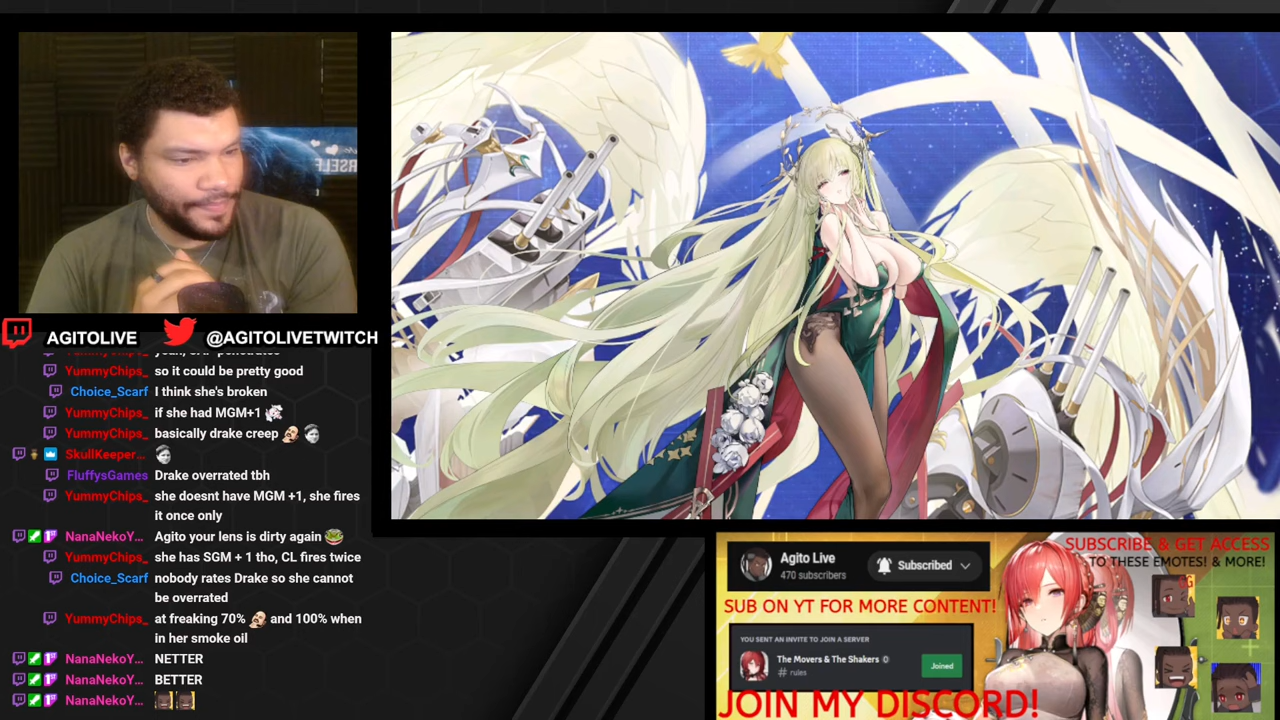 ERSELF
AGITOLIVE
@AGITOLIVETWITCH
YummyChips_ so it could be pretty good
Choice_Scarf I think she's broken
YummyChips_ if she had MGM+1
YummyChips_ basically drake creep
SkullKeeper...
FluffysGames Drake overrated tbh
YummyChips_ she doesnt have MGM +1, she fires
it once only
NanaNekoY... Agito your lens is dirty again
YummyChips_ she has SGM + 1 tho, CL fires twice
Choice_Scarf nobody rates Drake so she cannot
be overrated
YummyChips_ at freaking 70% and 100% when
in her smoke oil
NanaNekoY... NETTER
NanaNekoY... BETTER
NanaNekoY...
Agito Live
470 subscribers
Subscribed
SUB ON YT FOR MORE CONTENT!
YOU SENT AN INVITE TO JOIN A SERVER
The Movers & The Shakers
# rules
Joined
JOIN MY DISCORD!
SUBSCRIBE & GET ACCESS
TO THESE EMOTES! & MORE!